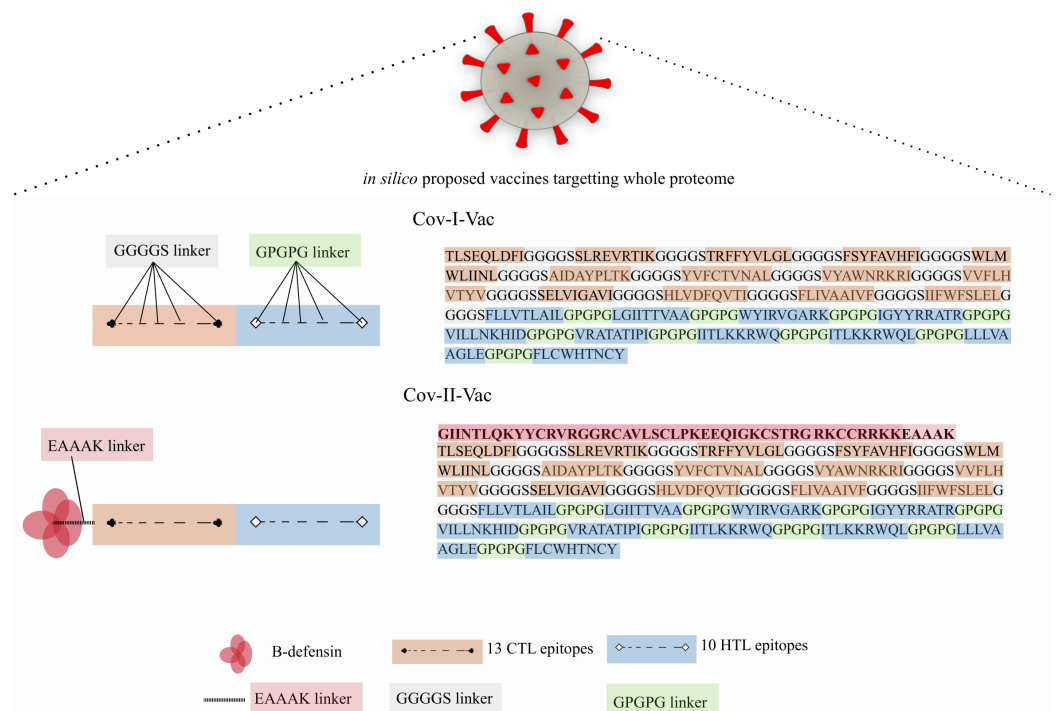 in silico proposed vaccines targetting whole proteome
Cov-I-Vac
GGGGS linker
GPGPG linker
TLSEQLDFIGGGGSSLREVRTIKGGGGSTRFFYVLGLGGGGSFSYFAVHFIGGGGSWLM
WLIINLGGGGSAIDAYPLTKGGGGSYVFCTVNALGGGGSVYAWNRKRIGGGGSVVFLH
VTYVGGGGSSELVIGAVIGGGGSHLVDFQVTIGGGGSFLIVAAIVFGGGGSIIFWFSLELG
GGGSFLLVTLAILGPGPGLGIITTVAAGPGPGWYIRVGARKGPGPGIGYYRRATRGPGPG
VILLNKHIDGPGPGVRATATIPIGPGPGIITLKKRWQGPGPGITLKKRWQLGPGPGLLLVA
AGLEGPGPGFLCWHTNCY
Cov-II-Vac
EAAAK linker
GIINTLQKYYCRVRGGRCAVLSCLPKEEQIGKCSTRGRKCCRRKKEAAAK
TLSEQLDFIGGGGSSLREVRTIKGGGGSTRFFYVLGLGGGGSFSYFAVHFIGGGGSWLM
WLIINLGGGGSAIDAYPLTKGGGGSYVFCTVNALGGGGSVYAWNRKRIGGGGSVVFLH
VTYVGGGGSSELVIGAVIGGGGSHLVDFQVTIGGGGSFLIVAAIVFGGGGSIIFWFSLELG
GGGSFLLVTLAILGPGPGLGIITTVAAGPGPGWYIRVGARKGPGPGIGYYRRATRGPGPG
VILLNKHIDGPGPGVRATATIPIGPGPGIITLKKRWQGPGPGITLKKRWQLGPGPGLLLVA
AGLEGPGPGFLCWHTNCY
B-defensin
13 CTL epitopes
10 HTL epitopes
EAAAK linker
GGGGS linker
GPGPG linker